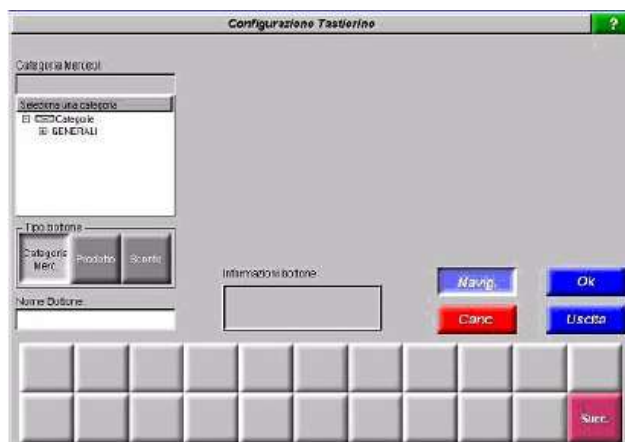 Configurazione Tastierino
?
Categoria Merceol.
Seleziona una categoria
Categorie
GENERALI
Tipo bottone
Categoria
Merc.
Prodotto
Sconto
Nome Bottone
Informazioni bottone
Navig.
Ok
Canc
Uscita
Succ.